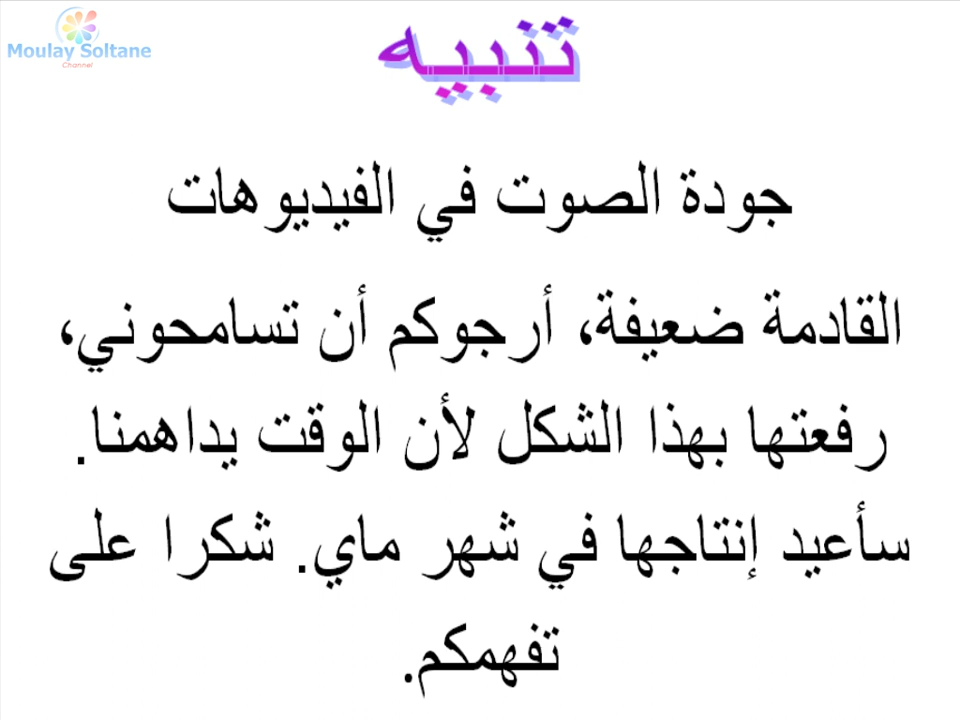 Moulay Soltane
Channel
تنبيه
جودة الصوت في الفيديوهات
القادمة ضعيفة، أرجوكم أن تسامحوني،
رفعتها بهذا الشكل لأن الوقت يداهمنا.
سأعيد إنتاجها في شهر ماي. شكرا على
تفهمكم.